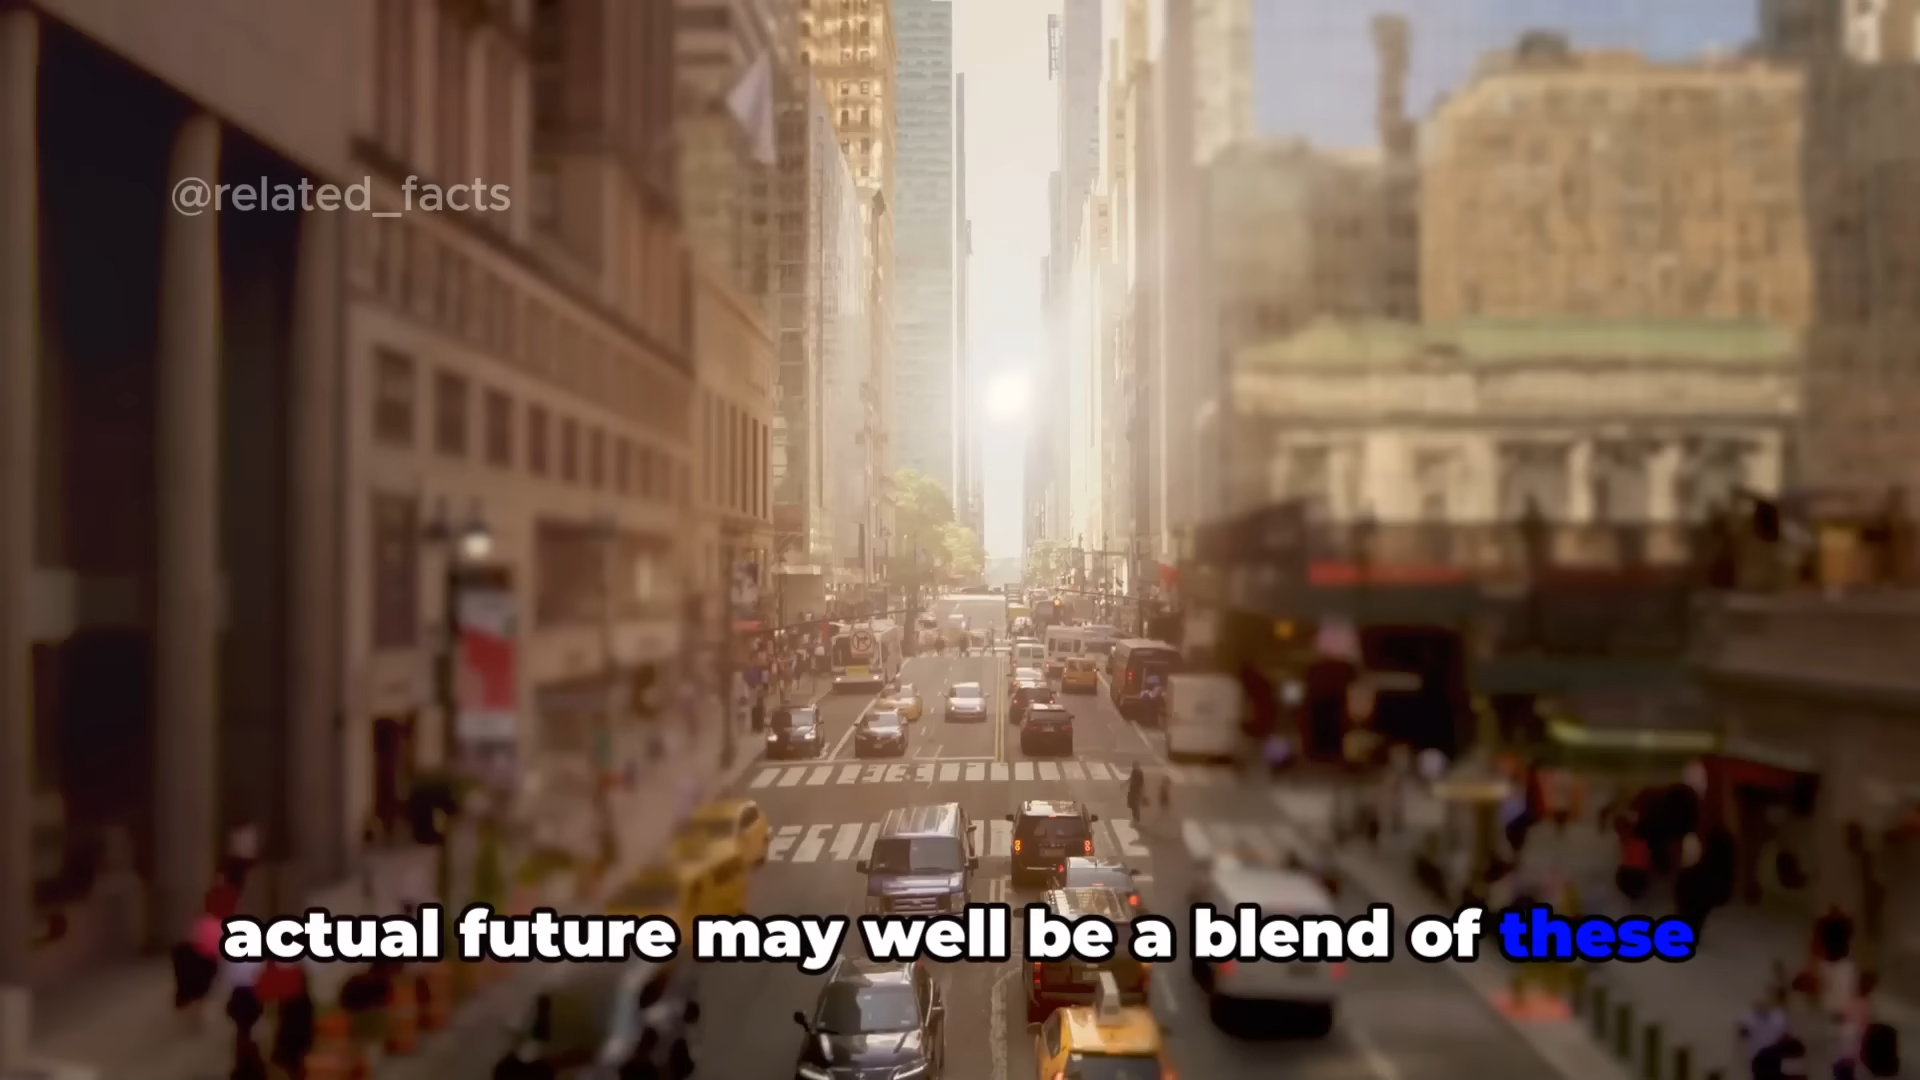 @related_facts
actual future may well be a blend of these